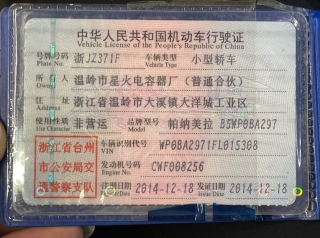 中华人民共和国机动车行驶证
Vehicle License of the People's Republic of China
号牌号码 浙JZ371F 车辆类型 小型轿车
Plate No. Vehicle Type
所有人 温岭市星火电容器厂（普通合伙）
Owner
住址 浙江省温岭市大溪镇大洋城工业区
Address
使用性质 非营运 品牌型号 帕纳美拉 BSWP0BA297
Use Character Model
浙江省台州市公安局交通警察支队
车辆识别代号 WP0BA2971FL015308
VIN
发动机号码 CWF008256
Engine No.
注册日期 2014-12-18 发证日期 2014-12-18
Register Date Issue Date